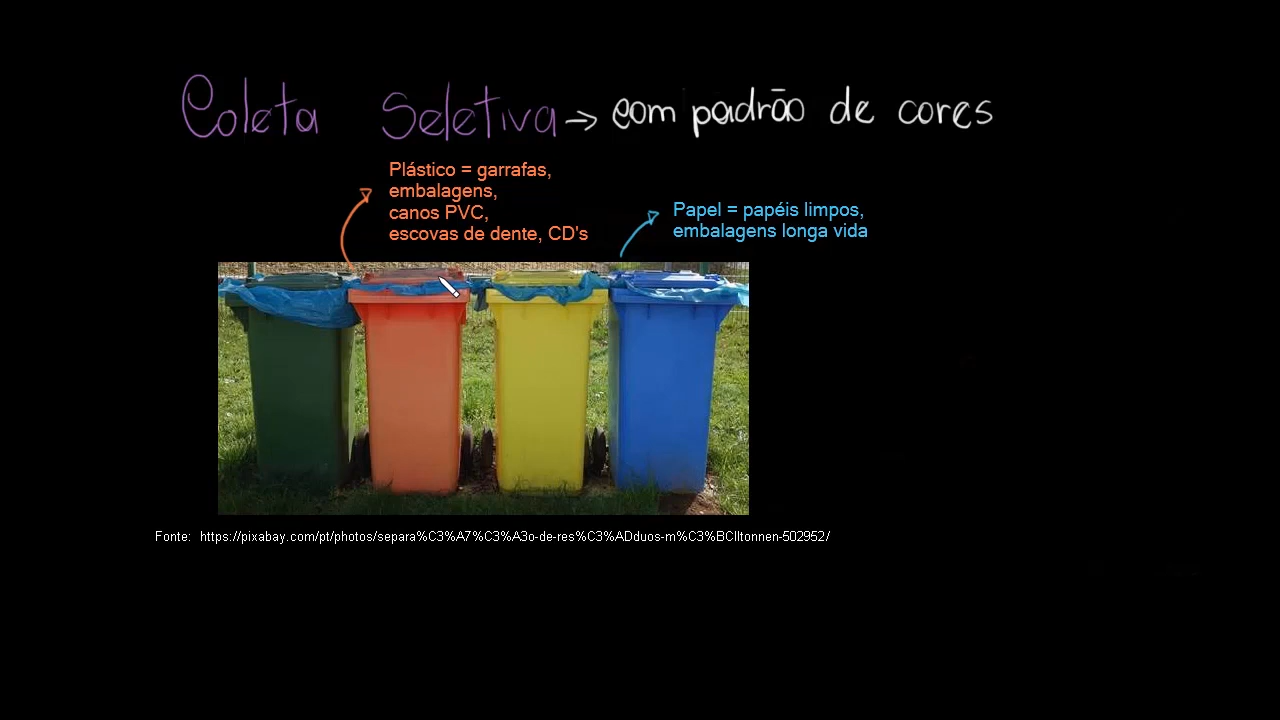 Coleta Seletiva → com padrão de cores
Plástico = garrafas,
embalagens,
canos PVC,
escovas de dente, CD's
Papel = papéis limpos,
embalagens longa vida
Fonte: https://pixabay.com/pt/photos/separa%C3%A7%C3%A3o-de-res%C3%ADduos-m%C3%BClltonnen-502952/